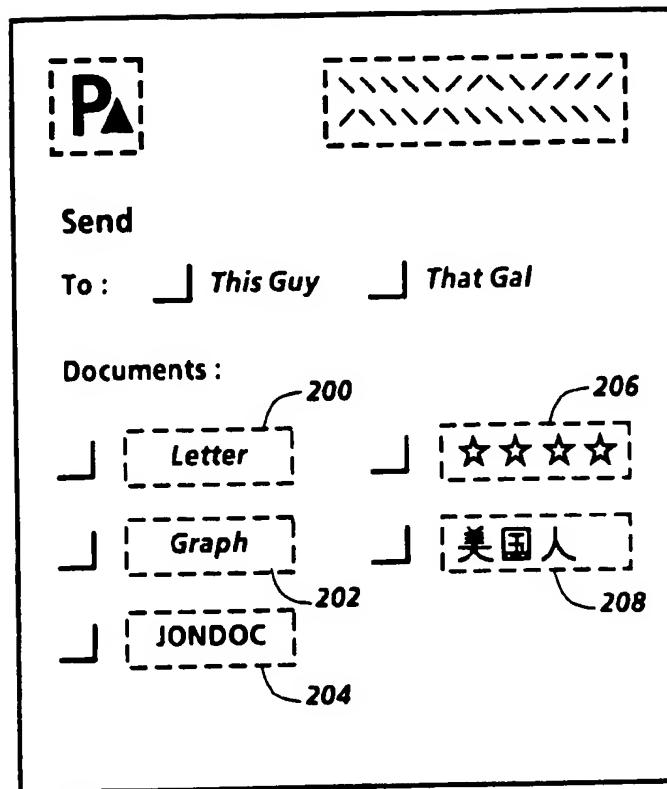 P▲
Send
To : This Guy That Gal
Documents :
200
206
Letter
☆☆☆☆
Graph
美国人
202
208
JONDOC
204